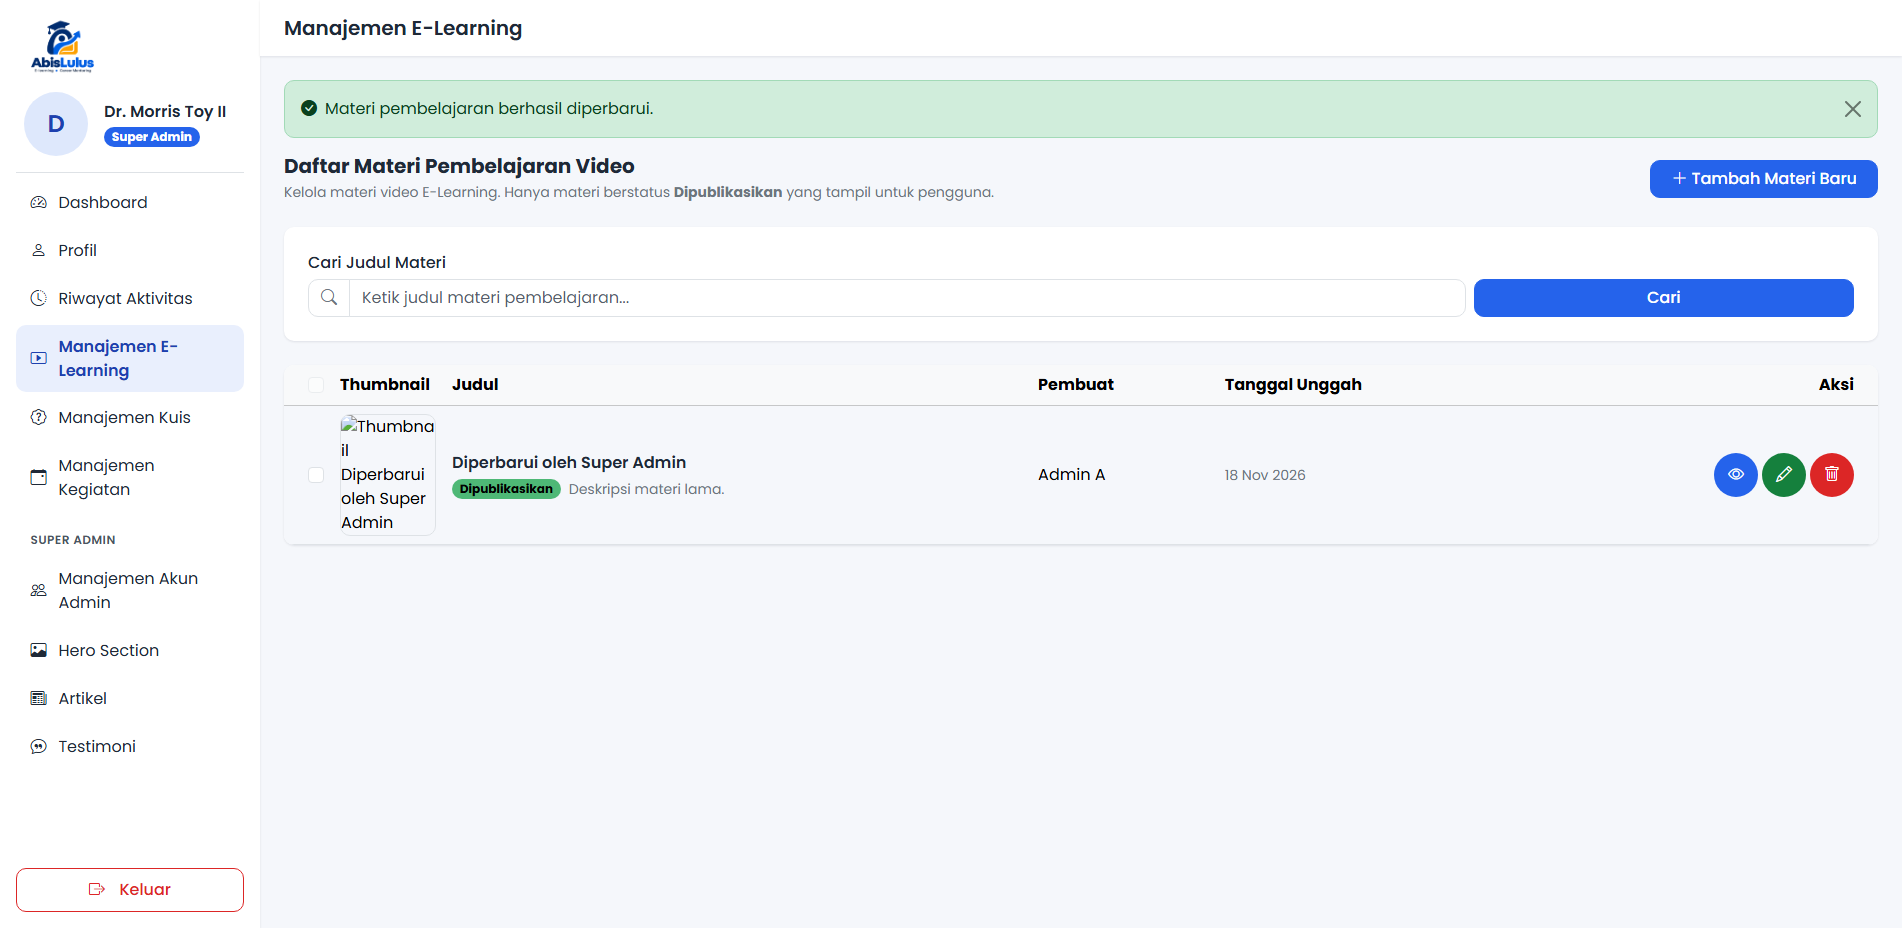 AbisLulus
D
Dr. Morris Toy II
Super Admin
Dashboard
Profil
Riwayat Aktivitas
Manajemen E-
Learning
Manajemen Kuis
Manajemen
Kegiatan
SUPER ADMIN
Manajemen Akun
Admin
Hero Section
Artikel
Testimoni
Keluar
Manajemen E-Learning
Materi pembelajaran berhasil diperbarui.
Daftar Materi Pembelajaran Video
Kelola materi video E-Learning. Hanya materi berstatus Dipublikasikan yang tampil untuk pengguna.
+ Tambah Materi Baru
Cari Judul Materi
Ketik judul materi pembelajaran...
Cari
Thumbnail Judul Pembuat Tanggal Unggah Aksi
Thumbna
il
Diperbarui
oleh Super
Admin
Diperbarui oleh Super Admin
Dipublikasikan Deskripsi materi lama.
Admin A
18 Nov 2026